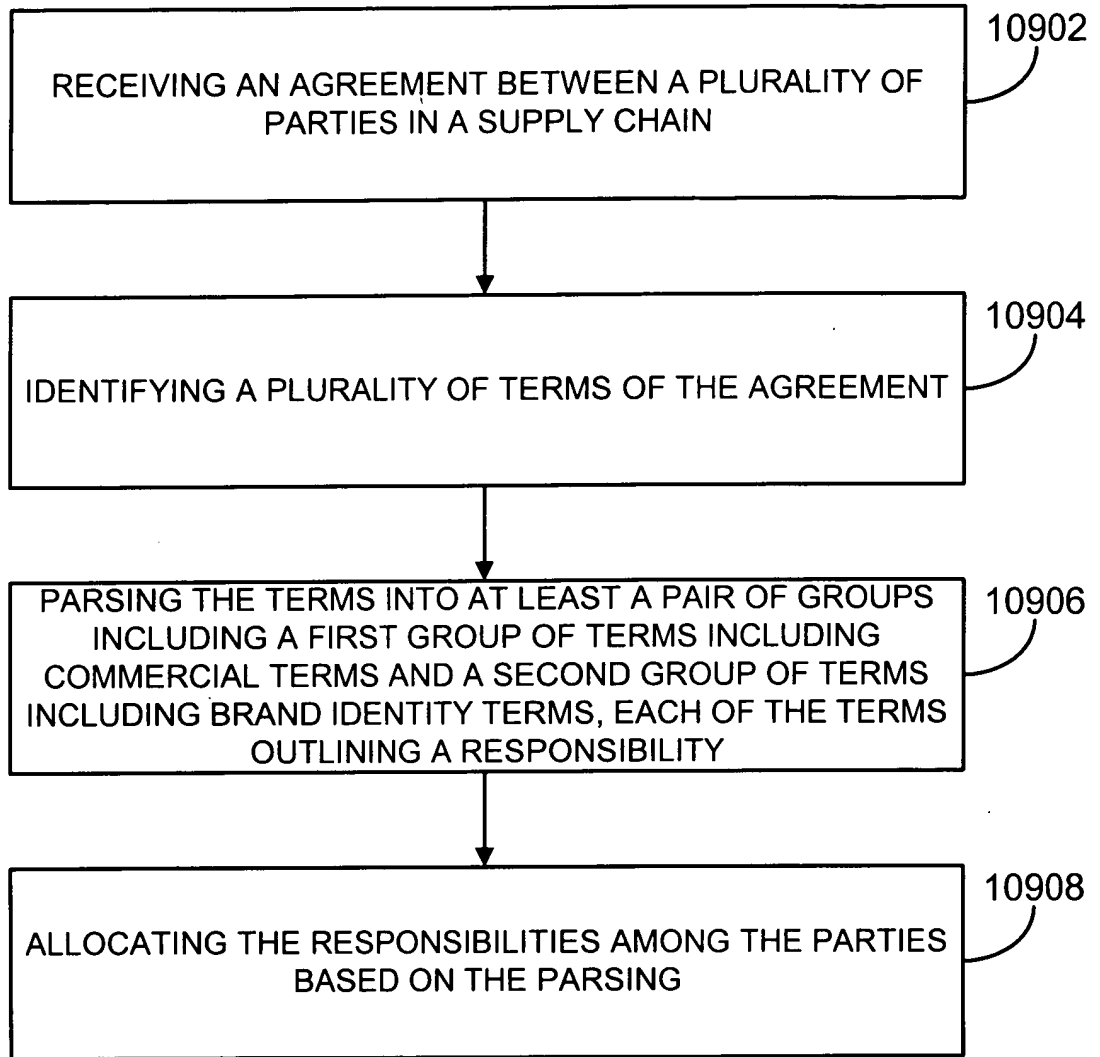 10902
RECEIVING AN AGREEMENT BETWEEN A PLURALITY OF
PARTIES IN A SUPPLY CHAIN
10904
IDENTIFYING A PLURALITY OF TERMS OF THE AGREEMENT
10906
PARSING THE TERMS INTO AT LEAST A PAIR OF GROUPS
INCLUDING A FIRST GROUP OF TERMS INCLUDING
COMMERCIAL TERMS AND A SECOND GROUP OF TERMS
INCLUDING BRAND IDENTITY TERMS, EACH OF THE TERMS
OUTLINING A RESPONSIBILITY
10908
ALLOCATING THE RESPONSIBILITIES AMONG THE PARTIES
BASED ON THE PARSING